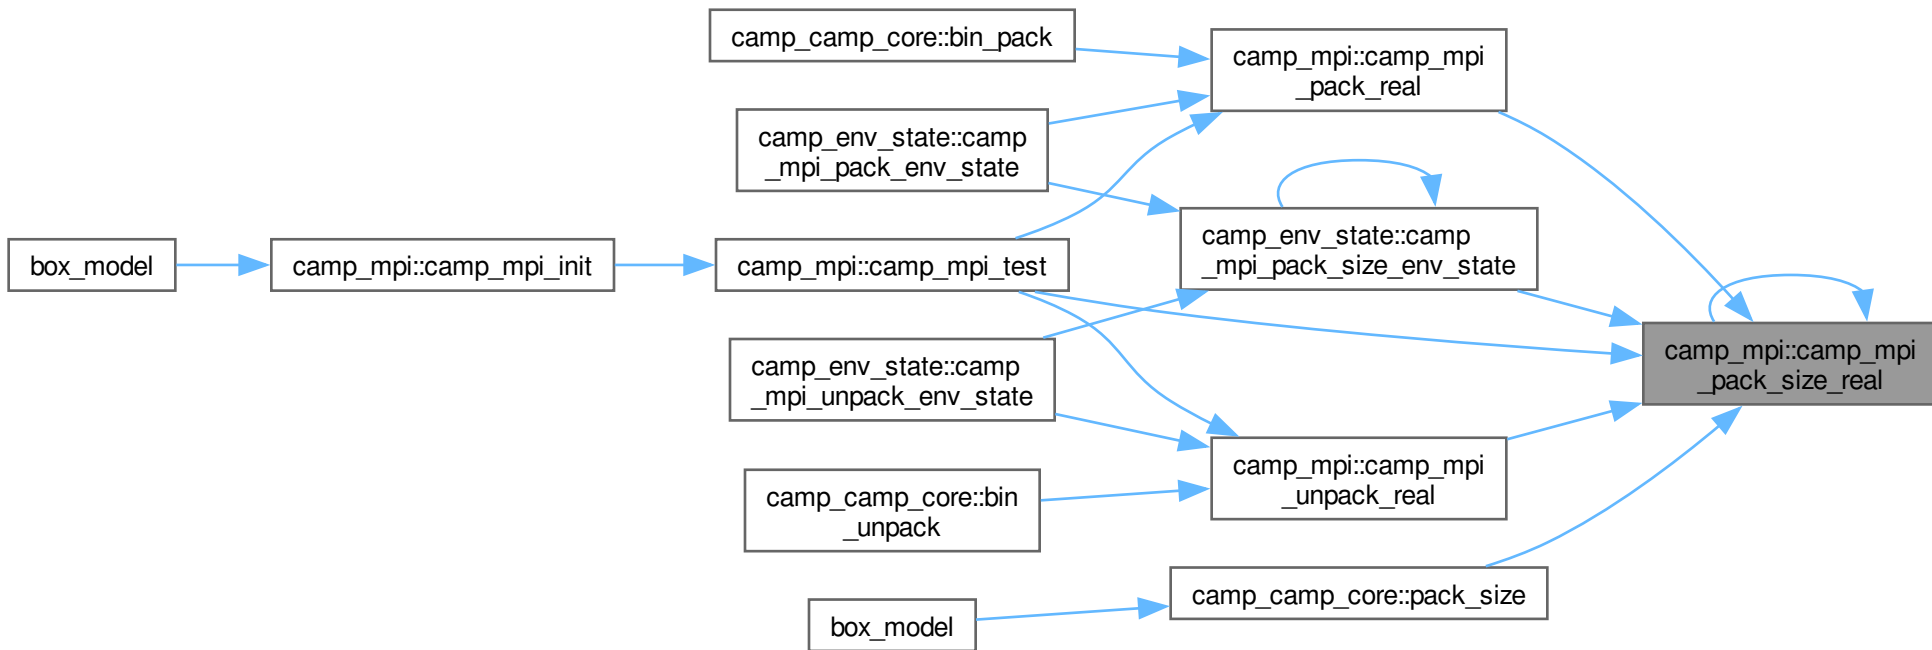 camp_camp_core::bin_pack
camp_mpi::camp_mpi
_pack_real
camp_env_state::camp
_mpi_pack_env_state
camp_env_state::camp
_mpi_pack_size_env_state
box_model
camp_mpi::camp_mpi_init
camp_mpi::camp_mpi_test
camp_mpi::camp_mpi
_pack_size_real
camp_env_state::camp
_mpi_unpack_env_state
camp_mpi::camp_mpi
_unpack_real
camp_camp_core::bin
_unpack
camp_camp_core::pack_size
box_model